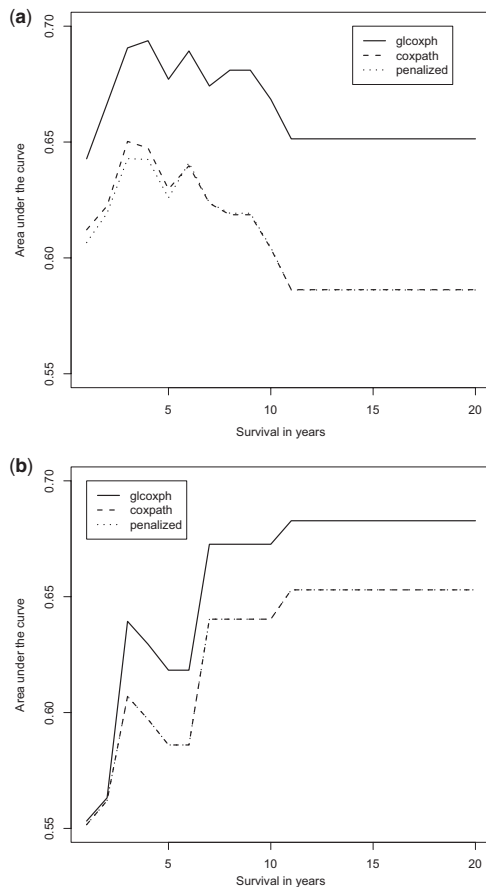 (a)
0.70
0.65
0.60
0.55
Area under the curve
glcoxph
coxpath
penalized
5
10
15
20
Survival in years
(b)
0.70
0.65
0.60
0.55
Area under the curve
glcoxph
coxpath
penalized
5
10
15
20
Survival in years